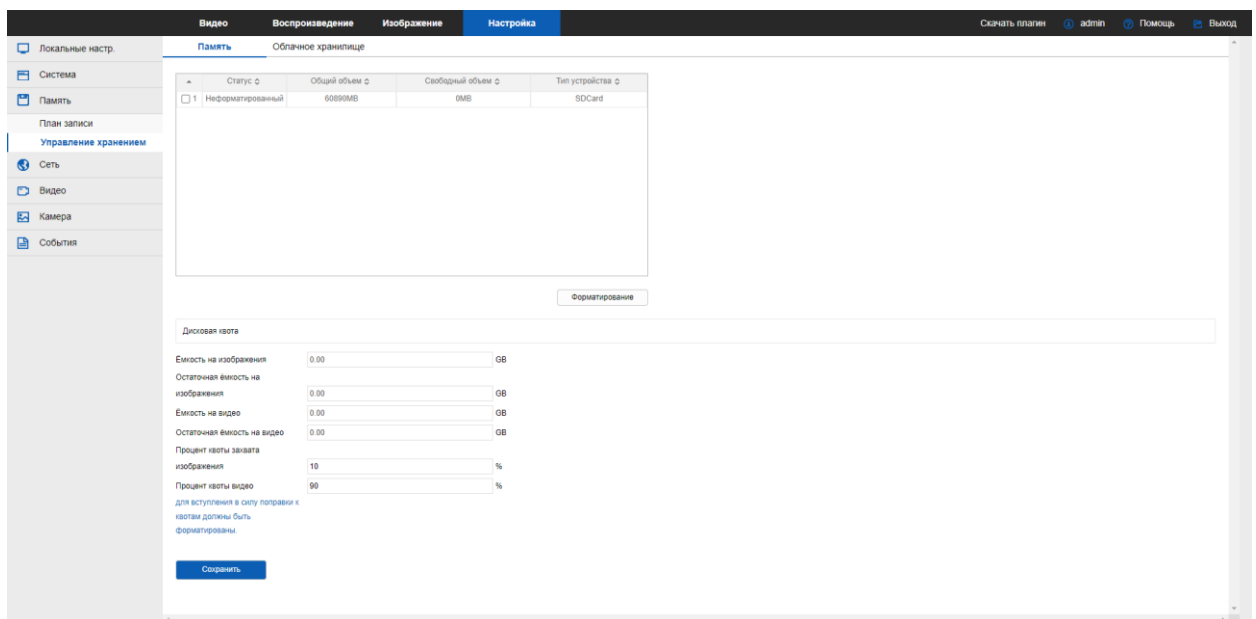 Видео Воспроизведение Изображение Настройка Скачать плагин admin Помощь Выход
Локальные настр.
Система
Память
План записи
Управление хранением
Сеть
Видео
Камера
События
Память Облачное хранилище
Статус Общий объем Свободный объем Тип устройства
1 Неформатированный 60890MB 0MB SDCard
Форматирование
Дисковая квота
Ёмкость на изображения 0.00 GB
Остаточная ёмкость на
изображения 0.00 GB
Ёмкость на видео 0.00 GB
Остаточная ёмкость на видео 0.00 GB
Процент квоты захвата
изображения 10 %
Процент квоты видео 90 %
для вступления в силу поправки к
квотам должны быть
форматированы.
Сохранить